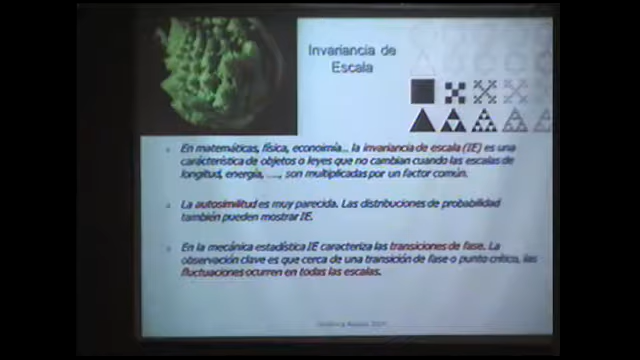 Invariancia de
Escala
En matemáticas, física, economía... la invariancia de escala (IE) es una
carácterística de objetos o leyes que no cambian cuando las escalas de
longitud, energía, ...., son multiplicadas por un factor común.
La autosimilitud es muy parecida. Las distribuciones de probabilidad
también pueden mostrar IE.
En la mecánica estadística IE caracteriza las transiciones de fase. La
observación clave es que cerca de una transición de fase o punto crítico, las
fluctuaciones ocurren en todas las escalas.